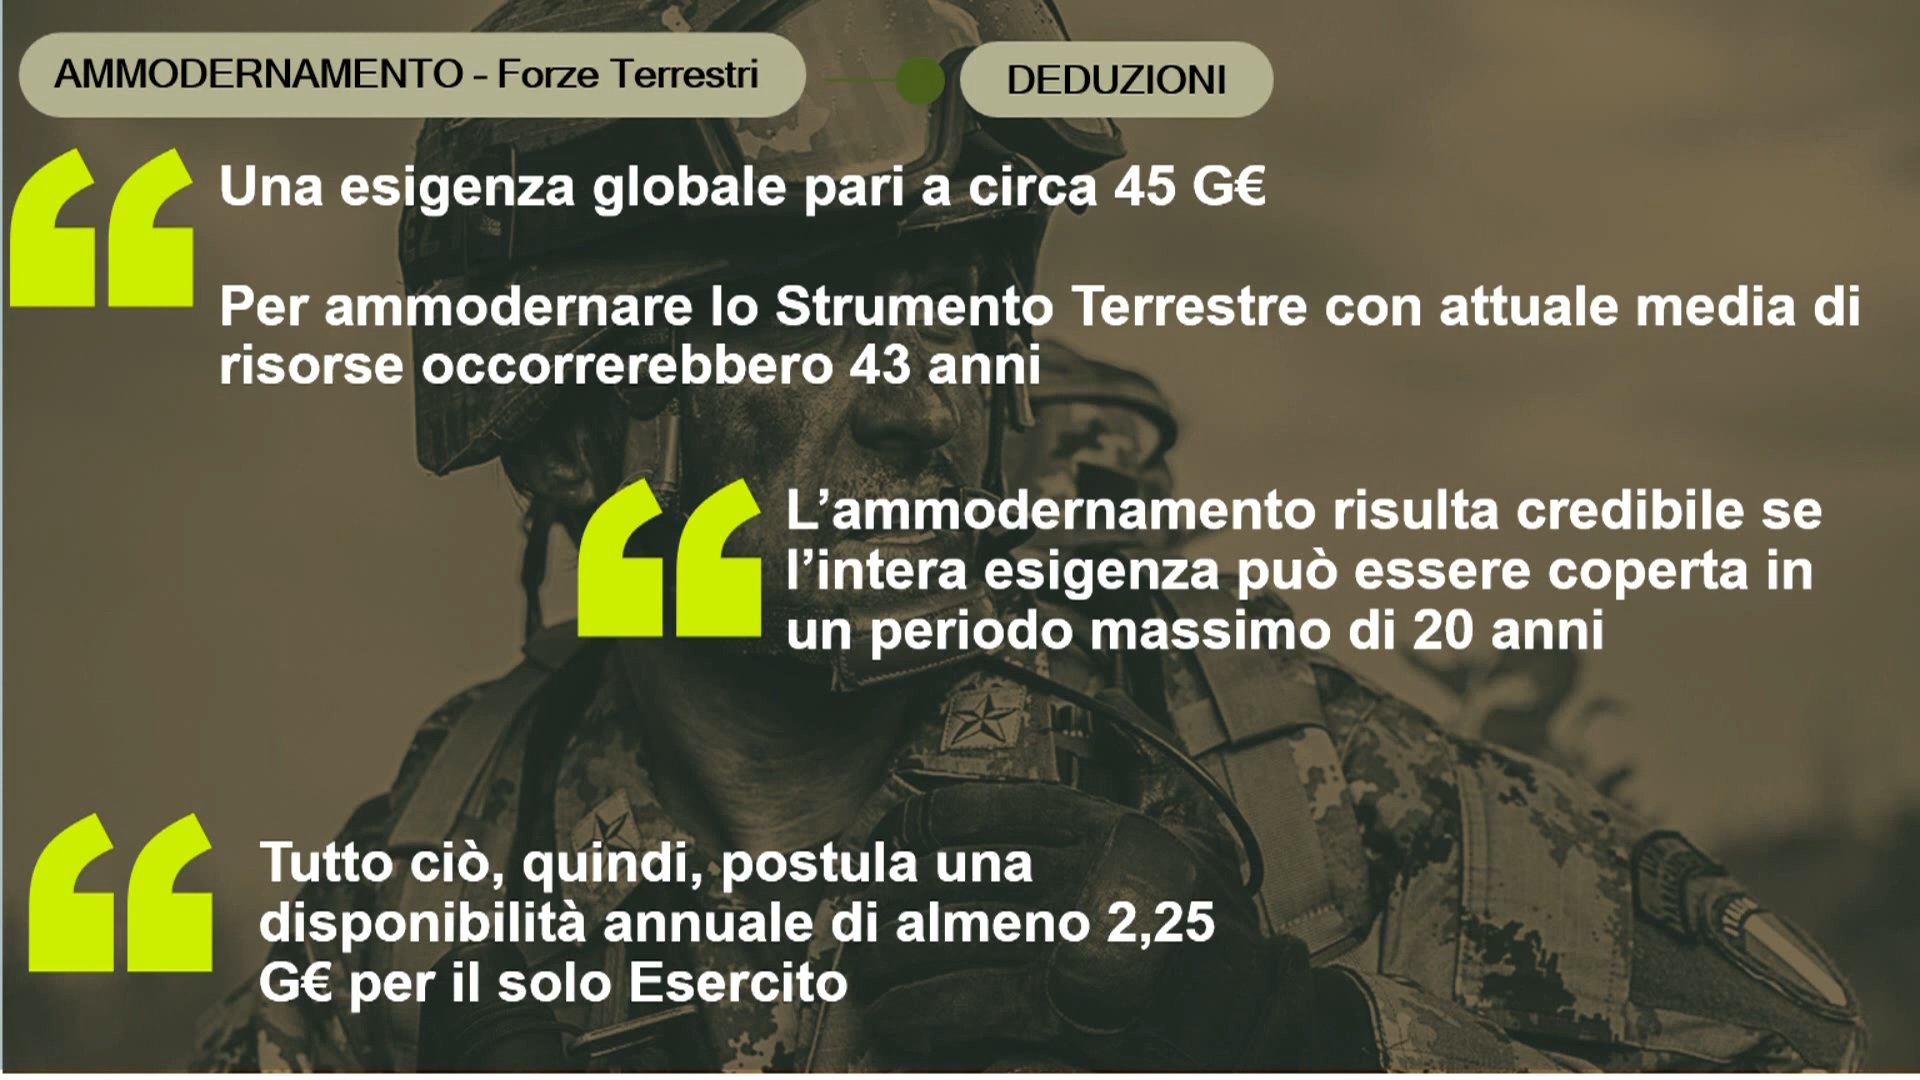 AMMODERNAMENTO - Forze Terrestri
DEDUZIONI
Una esigenza globale pari a circa 45 G€
Per ammodernare lo Strumento Terrestre con attuale media di
risorse occorrerebbero 43 anni
L’ammodernamento risulta credibile se
l’intera esigenza può essere coperta in
un periodo massimo di 20 anni
Tutto ciò, quindi, postula una
disponibilità annuale di almeno 2,25
G€ per il solo Esercito